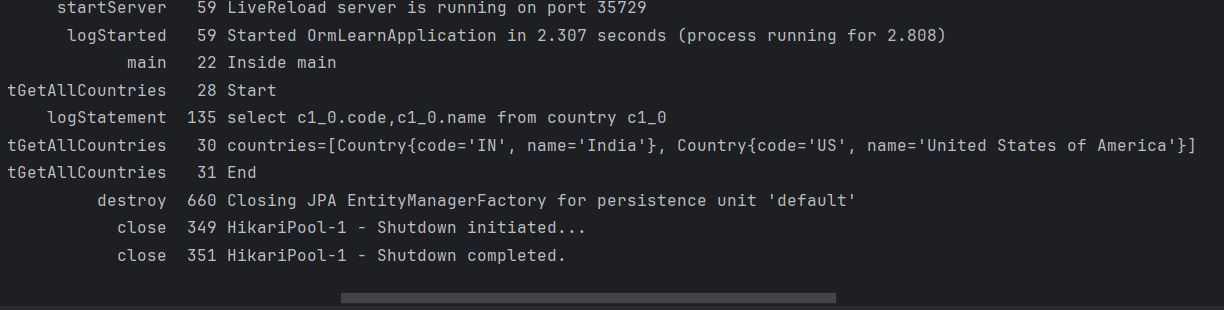 startServer 59 LiveReload server is running on port 35729
logStarted 59 Started OrmLearnApplication in 2.307 seconds (process running for 2.808)
main 22 Inside main
tGetAllCountries 28 Start
logStatement 135 select c1_0.code,c1_0.name from country c1_0
tGetAllCountries 30 countries=[Country{code='IN', name='India'}, Country{code='US', name='United States of America'}]
tGetAllCountries 31 End
destroy 660 Closing JPA EntityManagerFactory for persistence unit 'default'
close 349 HikariPool-1 - Shutdown initiated...
close 351 HikariPool-1 - Shutdown completed.